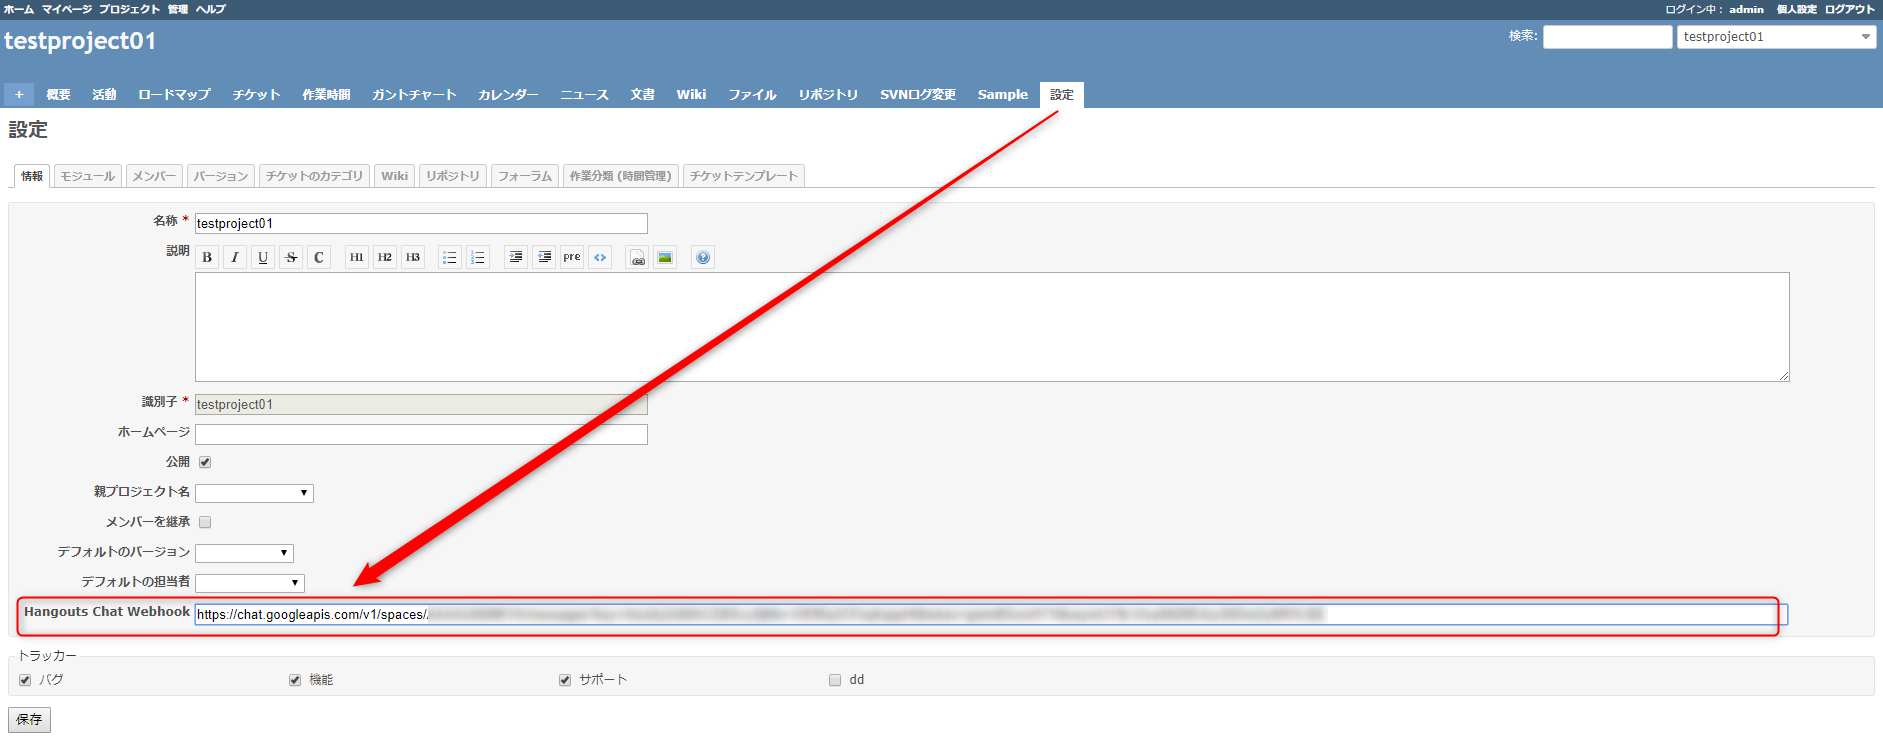 ホーム マイページ プロジェクト 管理 ヘルプ
ログイン中： admin 個人設定 ログアウト
testproject01
検索: testproject01
+ 概要 活動 ロードマップ チケット 作業時間 ガントチャート カレンダー ニュース 文書 Wiki ファイル リポジトリ SVNログ変更 Sample 設定
設定
情報 モジュール メンバー バージョン チケットのカテゴリ Wiki リポジトリ フォーラム 作業分類 (時間管理) チケットテンプレート
名称 * testproject01
説明 B I U S C H1 H2 H3 pre <> ?
識別子 * testproject01
ホームページ
公開
親プロジェクト名
メンバーを継承
デフォルトのバージョン
デフォルトの担当者
Hangouts Chat Webhook https://chat.googleapis.com/v1/spaces/
トラッカー
バグ 機能 サポート dd
保存